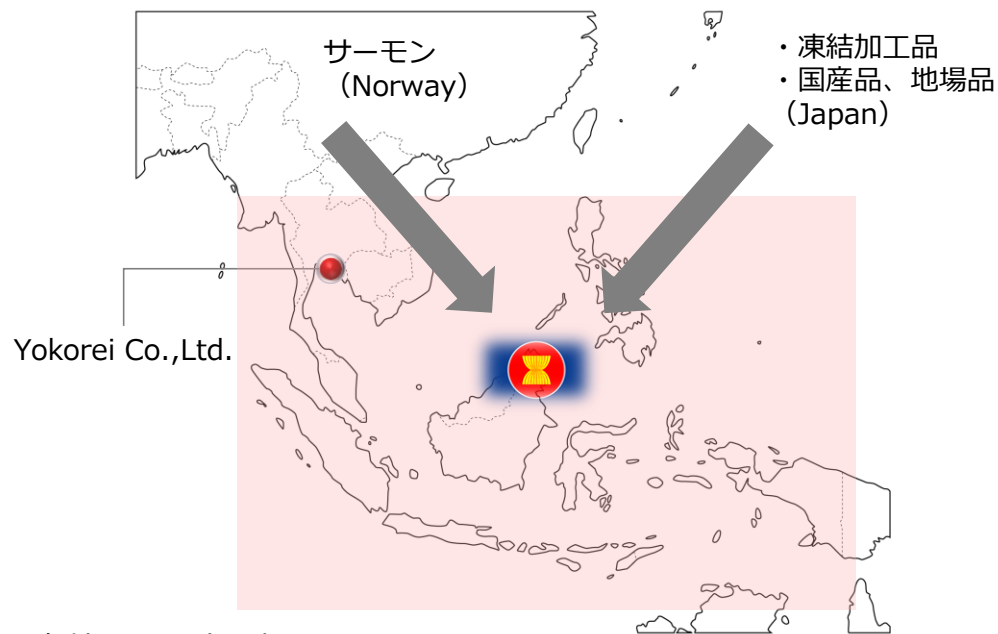 サーモン
（Norway）
・凍結加工品
・国産品、地場品
（Japan）
Yokorei Co.,Ltd.